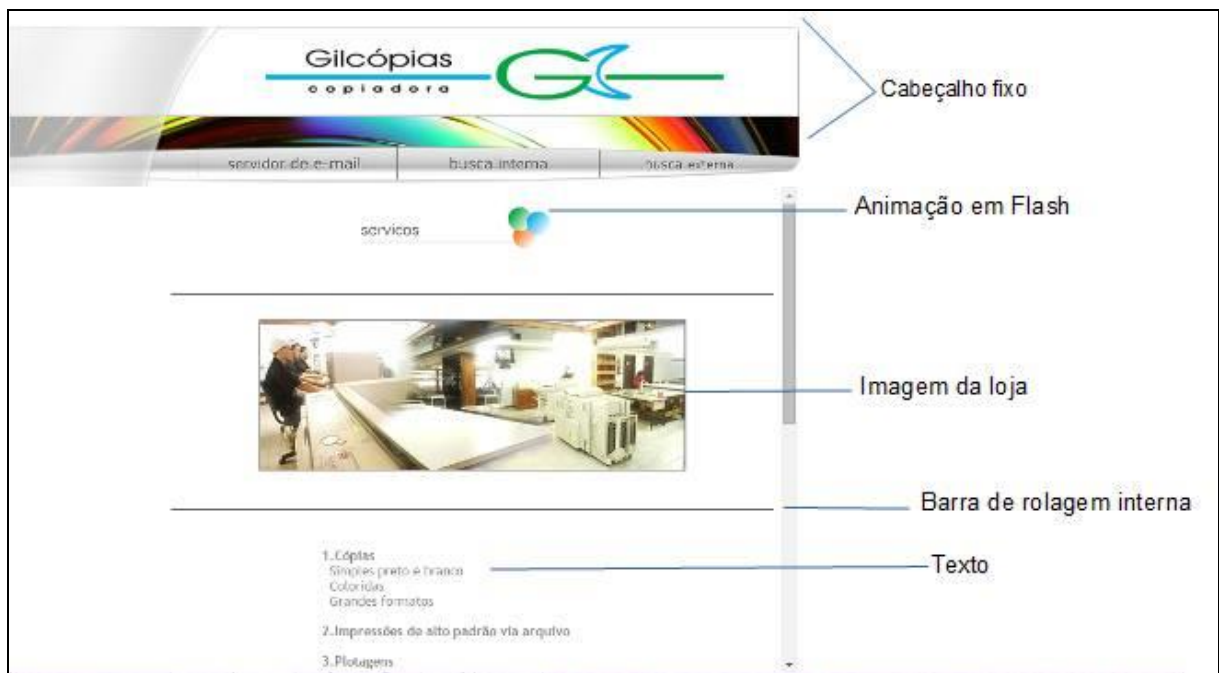 Gilcópias
copiadora
Cabeçalho fixo
servidor de e-mail
busca interna
busca externa
Animação em Flash
serviços
Imagem da loja
Barra de rolagem interna
1.Cópias
Simples preto e branco
Texto
Coloridas
Grandes formatos
2.Impressões de alto padrão via arquivo
3.Plotagens